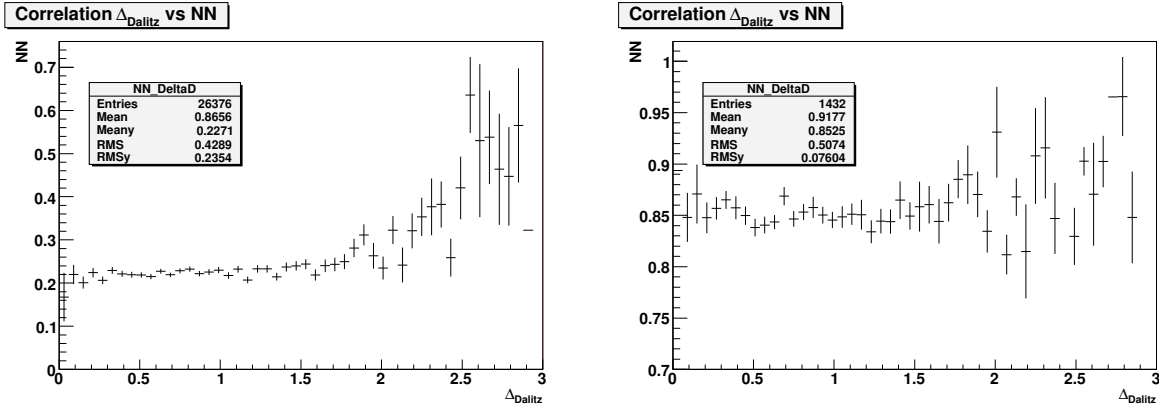 Correlation Δ_Dalitz vs NN
NN
0.7
0.6
0.5
0.4
0.3
0.2
0.1
0
NN_DeltaD
Entries 26376
Mean 0.8656
Meany 0.2271
RMS 0.4289
RMSy 0.2354
0 0.5 1 1.5 2 2.5 3
Δ_Dalitz
Correlation Δ_Dalitz vs NN
NN
1
0.95
0.9
0.85
0.8
0.75
0.7
NN_DeltaD
Entries 1432
Mean 0.9177
Meany 0.8525
RMS 0.5074
RMSy 0.07604
0 0.5 1 1.5 2 2.5 3
Δ_Dalitz